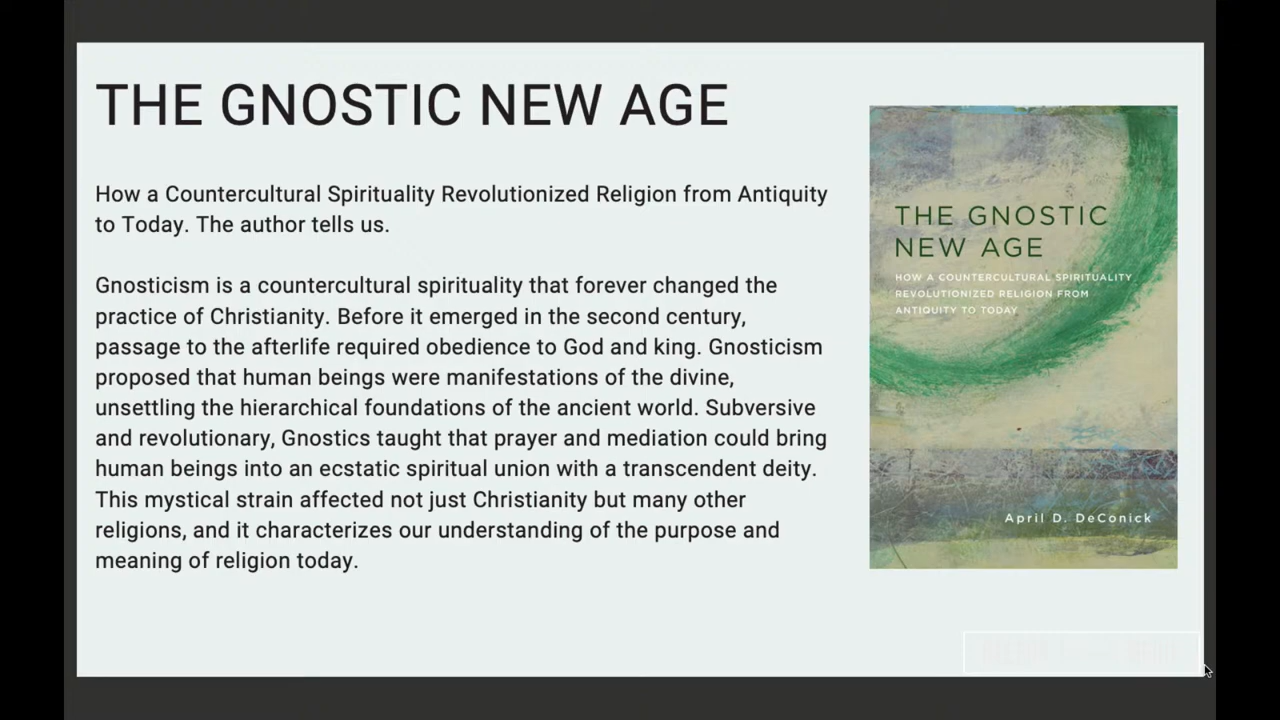 THE GNOSTIC NEW AGE
How a Countercultural Spirituality Revolutionized Religion from Antiquity
to Today. The author tells us.
Gnosticism is a countercultural spirituality that forever changed the
practice of Christianity. Before it emerged in the second century,
passage to the afterlife required obedience to God and king. Gnosticism
proposed that human beings were manifestations of the divine,
unsettling the hierarchical foundations of the ancient world. Subversive
and revolutionary, Gnostics taught that prayer and mediation could bring
human beings into an ecstatic spiritual union with a transcendent deity.
This mystical strain affected not just Christianity but many other
religions, and it characterizes our understanding of the purpose and
meaning of religion today.
THE GNOSTIC
NEW AGE
HOW A COUNTERCULTURAL SPIRITUALITY
REVOLUTIONIZED RELIGION FROM
ANTIQUITY TO TODAY
April D. DeConick